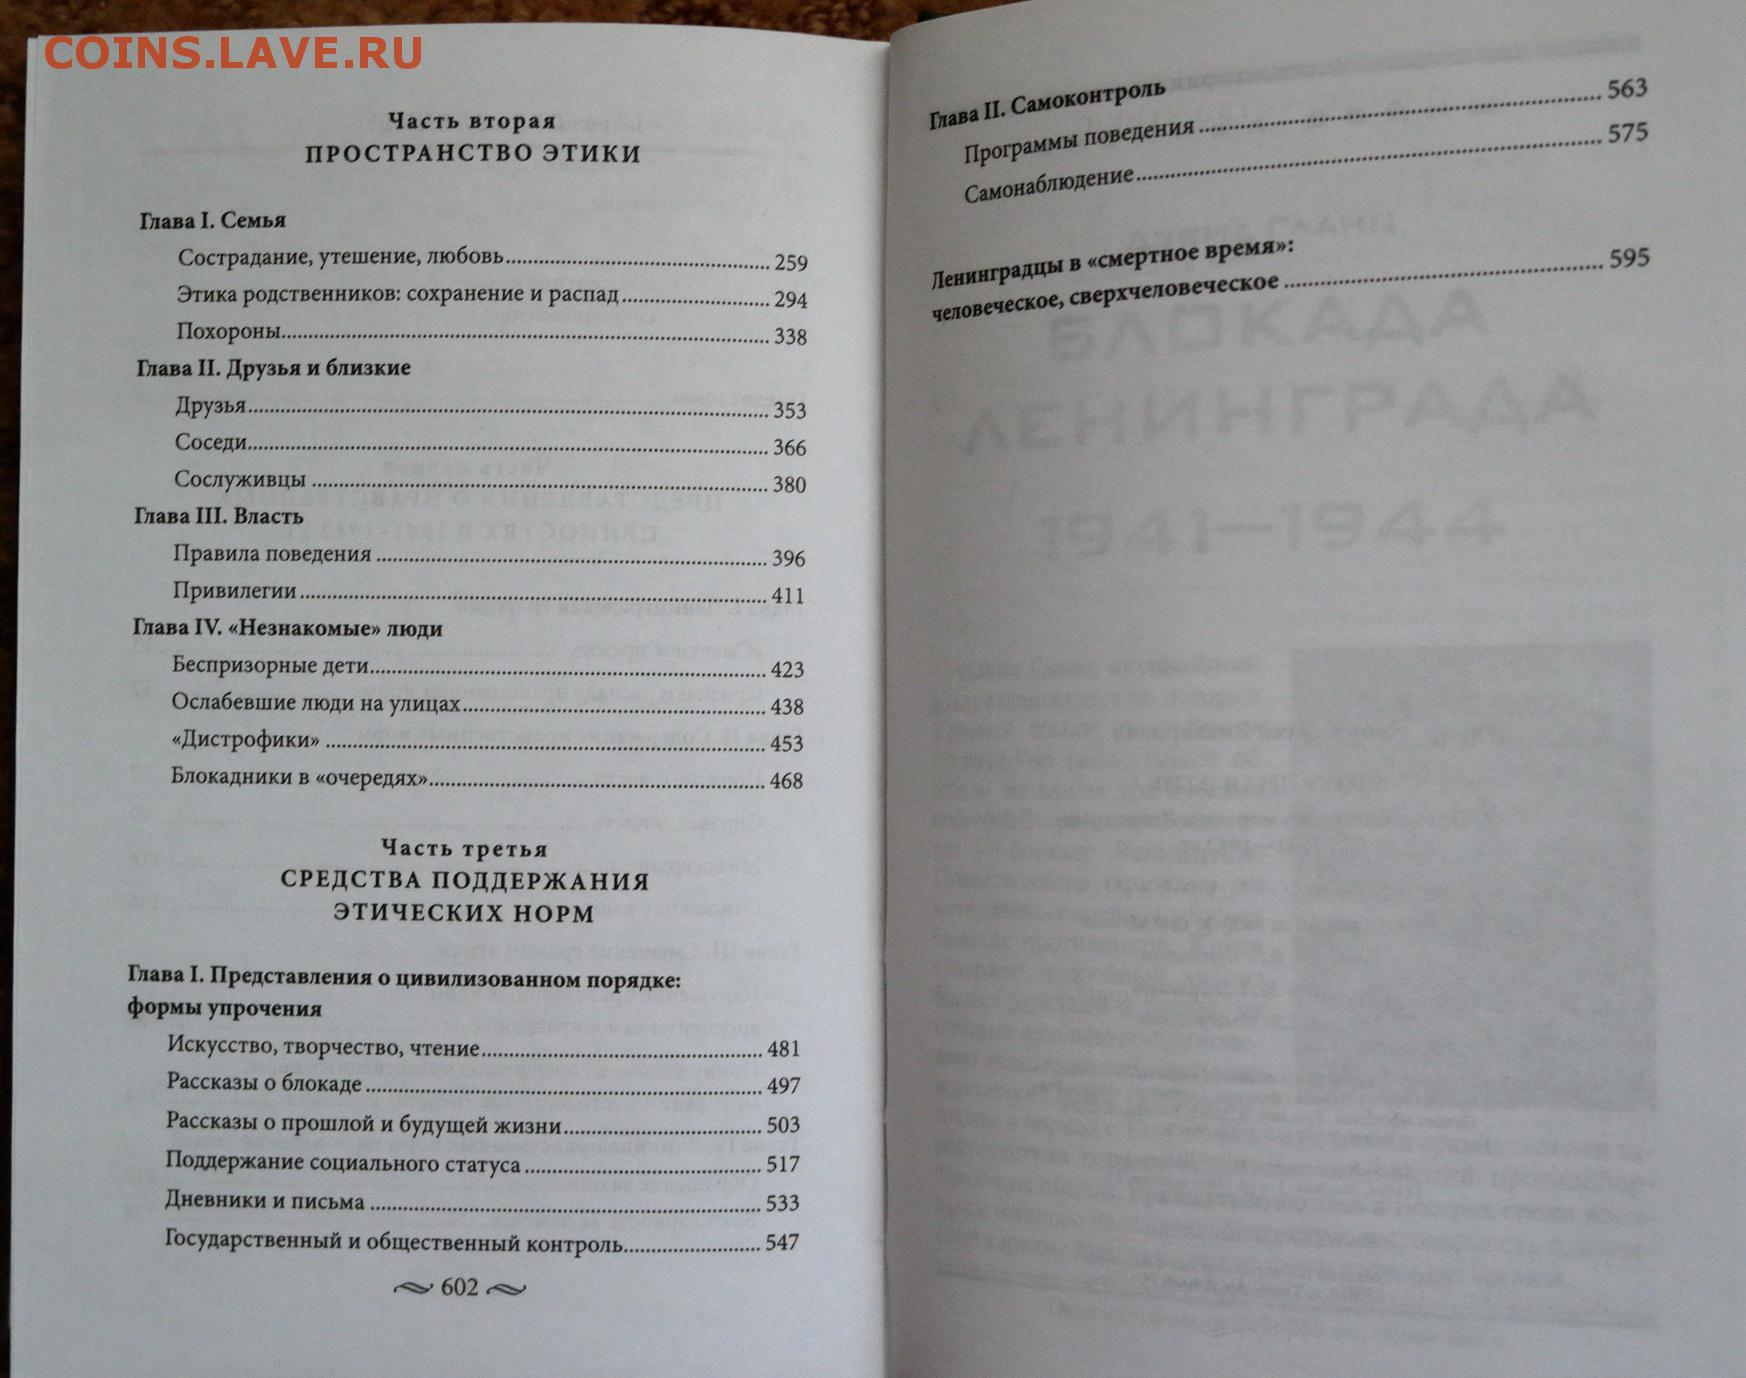 COINS.LAVE.RU
Часть вторая
ПРОСТРАНСТВО ЭТИКИ
Глава I. Семья
Сострадание, утешение, любовь 259
Этика родственников: сохранение и распад 294
Похороны 338
Глава II. Друзья и близкие
Друзья 353
Соседи 366
Сослуживцы 380
Глава III. Власть
Правила поведения 396
Привилегии 411
Глава IV. «Незнакомые» люди
Беспризорные дети 423
Ослабевшие люди на улицах 438
«Дистрофики» 453
Блокадники в «очередях» 468
Часть третья
СРЕДСТВА ПОДДЕРЖАНИЯ
ЭТИЧЕСКИХ НОРМ
Глава I. Представления о цивилизованном порядке:
формы упрочения
Искусство, творчество, чтение 481
Рассказы о блокаде 497
Рассказы о прошлой и будущей жизни 503
Поддержание социального статуса 517
Дневники и письма 533
Государственный и общественный контроль 547
602
Глава II. Самоконтроль
Программы поведения 563
Самонаблюдение 575
Ленинградцы в «смертное время»:
человеческое, сверхчеловеческое 595
БЛОКАДА
ЛЕНИНГРАДА
1941—1944